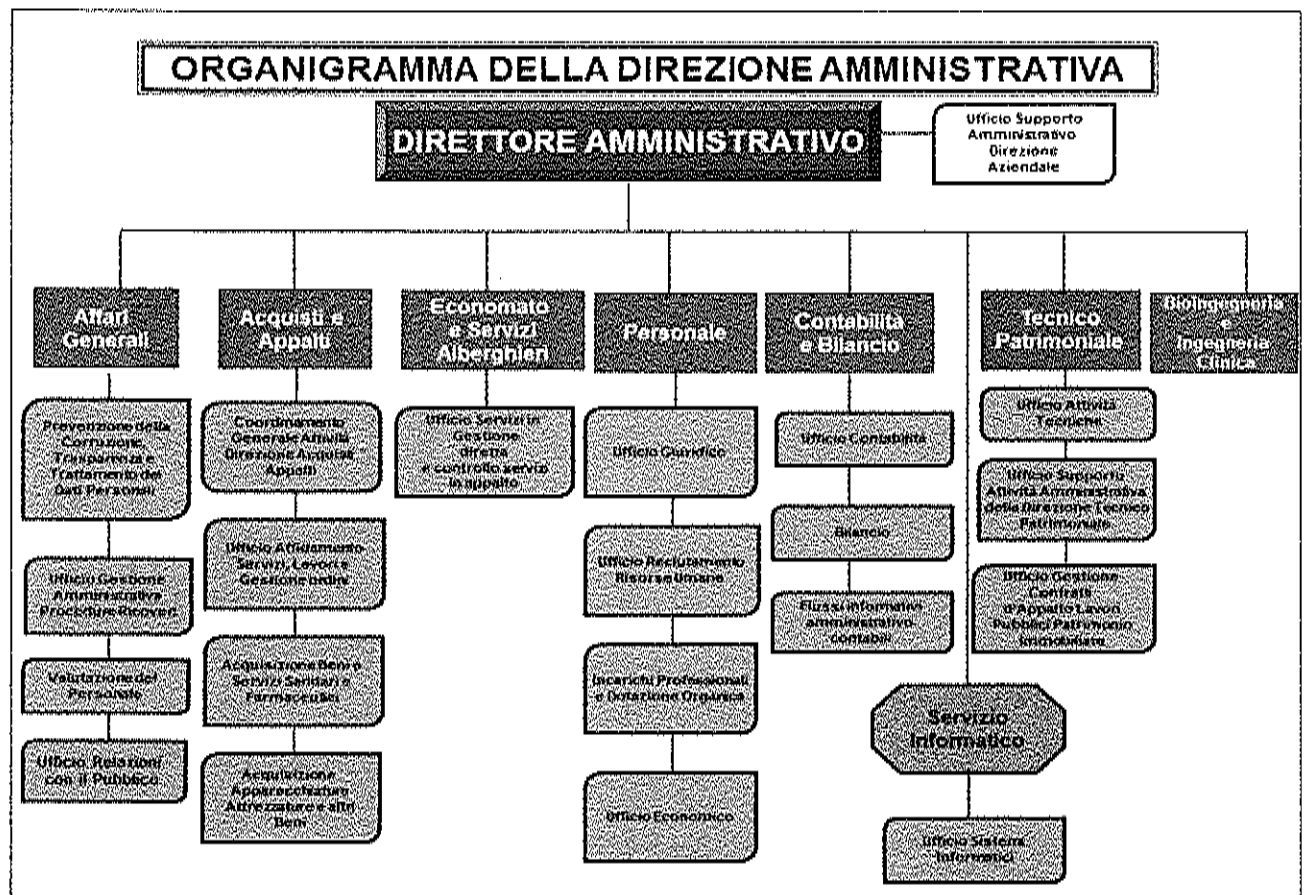 ORGANIGRAMMA DELLA DIREZIONE AMMINISTRATIVA
DIRETTORE AMMINISTRATIVO
Ufficio Supporto
Amministrativo
Direzione
Aziendale
Affari
Generali
Acquisti e
Appalti
Economato
e Servizi
Alberghieri
Personale
Contabilità
e Bilancio
Tecnico
Patrimoniale
Bioingegneria
e
Ingegneria
Clinica
Prevenzione della
Corruzione,
Trasparenza e
Trattamento dei
Dati Personali
Ufficio Gestione
Amministrativa
Procedure Ricoveri
Valutazione del
Personale
Ufficio Relazioni
con il Pubblico
Coordinamento
Generale Attività
Direzione Acquisti
Appalti
Ufficio Affidamento
Servizi, Lavori e
Gestione ordini
Acquisizione Beni e
Servizi Sanitari e
Farmaceutici
Acquisizione
Apparecchiature
Attrezzature e altri
Beni
Ufficio Servizi in
Gestione
diretta
e controllo servizi
in appalto
Ufficio Giuridico
Ufficio Reclutamento
Risorse Umane
Incarichi Professionali
e Dotazione Organica
Ufficio Economico
Ufficio Contabilità
Bilancio
Flussi informativi
amministrativo
contabili
Servizio
Informatico
Ufficio Sistemi
Informatici
Ufficio Attività
Tecniche
Ufficio Supporto
Attività Amministrativa
della Direzione Tecnico
Patrimoniale
Ufficio Gestione
Contratti
d'Appalto Lavori
Pubblici Patrimonio
Immobiliare